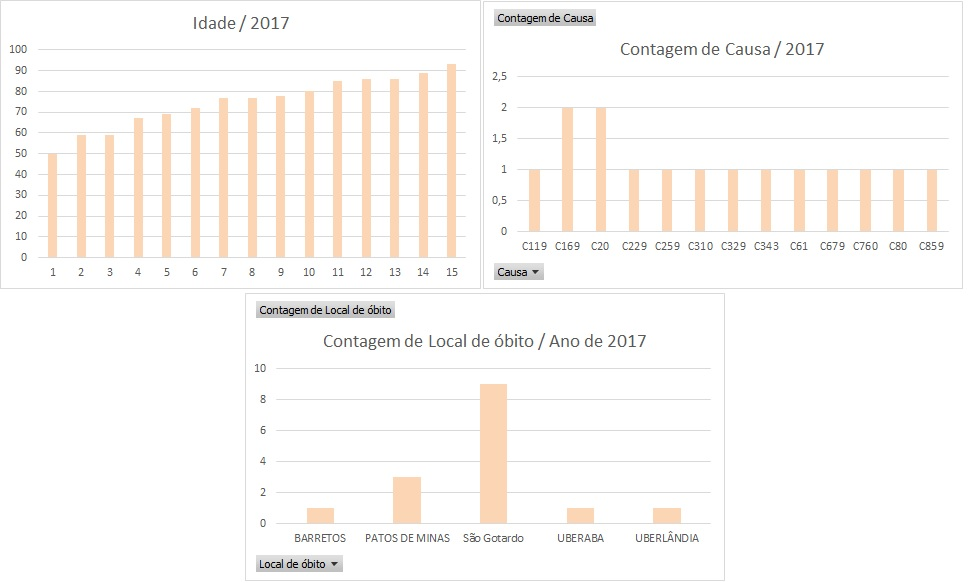 Idade / 2017
100
90
80
70
60
50
40
30
20
10
0
1 2 3 4 5 6 7 8 9 10 11 12 13 14 15
Contagem de Causa
Contagem de Causa / 2017
2,5
2
1,5
1
0,5
0
C119 C169 C20 C229 C259 C310 C329 C343 C61 C679 C760 C80 C859
Causa
Contagem de Local de óbito
Contagem de Local de óbito / Ano de 2017
10
8
6
4
2
0
BARRETOS PATOS DE MINAS São Gotardo UBERABA UBERLÂNDIA
Local de óbito